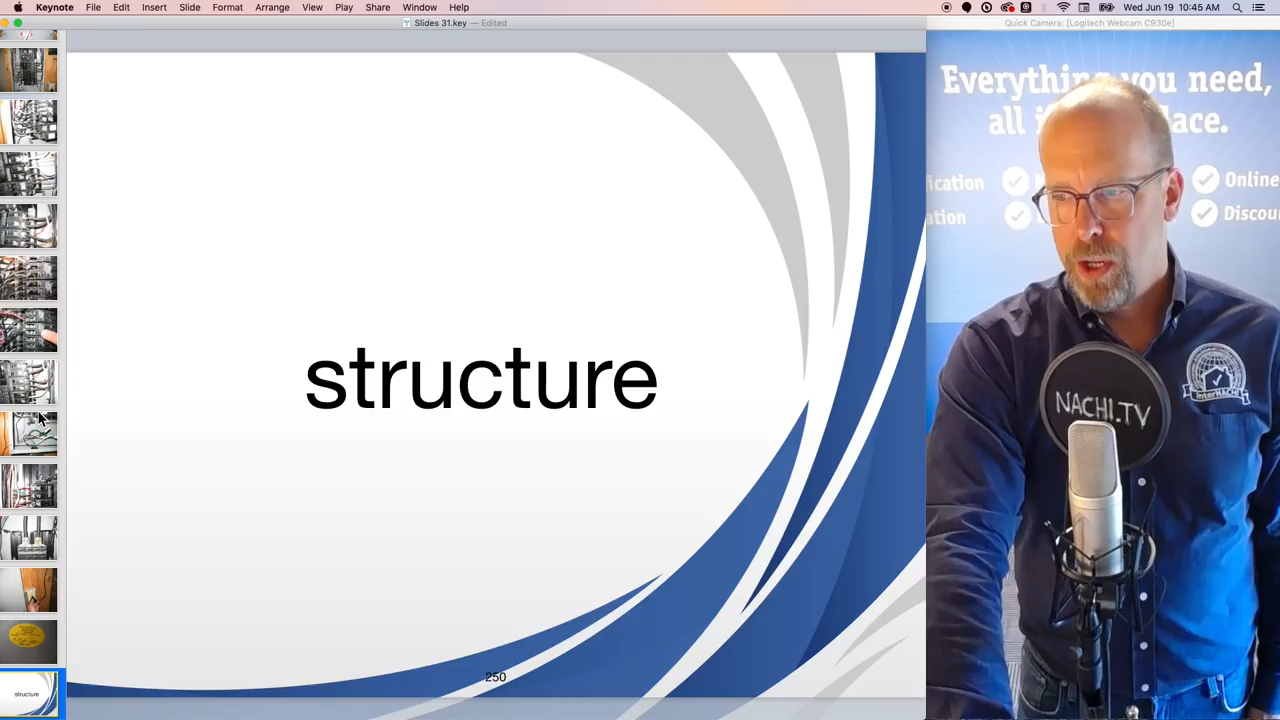 Keynote File Edit Insert Slide Format Arrange View Play Share Window Help
Wed Jun 19 10:45 AM
Slides 31.key — Edited
Quick Camera: [Logitech Webcam C930e]
structure
250
structure
Everything you need,
all i lace.
ication
Online
ation
Discou
NACHI.TV
InterNACHI